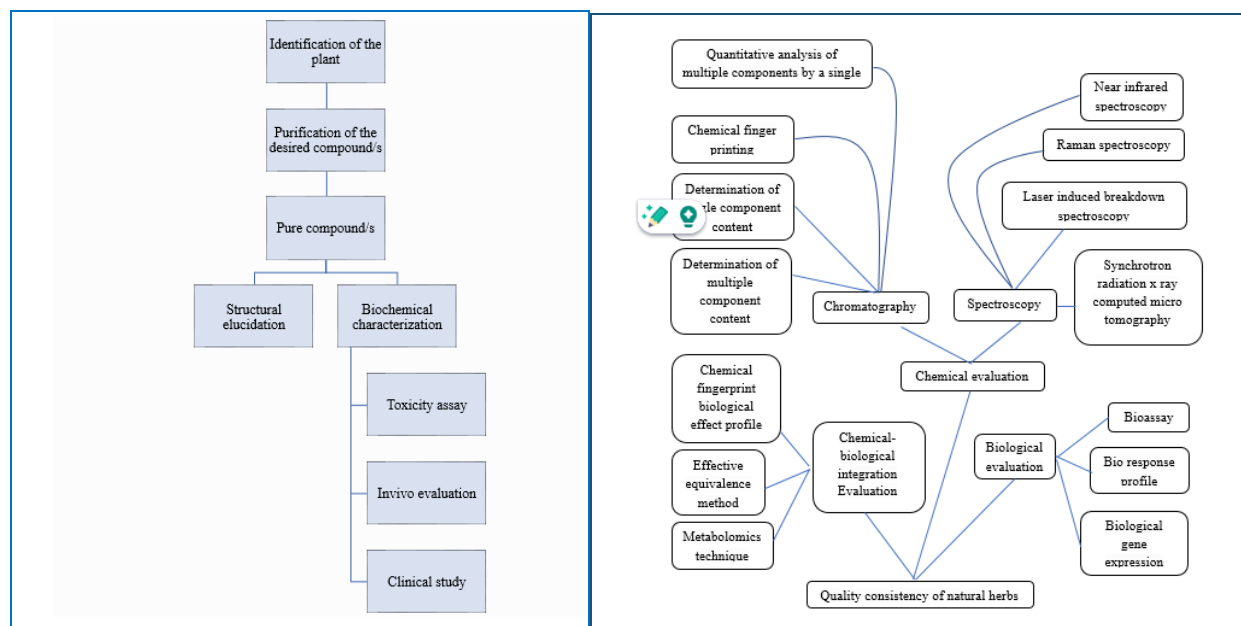 Identification of the
plant
Purification of the
desired compound/s
Pure compound/s
Structural
elucidation
Biochemical
characterization
Toxicity assay
Invivo evaluation
Clinical study
Quantitative analysis of
multiple components by a single
Chemical finger
printing
Determination of
component
content
Determination of
multiple
component
content
Near infrared
spectroscopy
Raman spectroscopy
Laser induced breakdown
spectroscopy
Synchrotron
radiation x ray
computed micro
tomography
Chromatography
Spectroscopy
Chemical evaluation
Chemical
fingerprint
biological
effect profile
Effective
equivalence
method
Metabolomics
technique
Chemical-
biological
integration
Evaluation
Biological
evaluation
Bioassay
Bio response
profile
Biological
gene
expression
Quality consistency of natural herbs